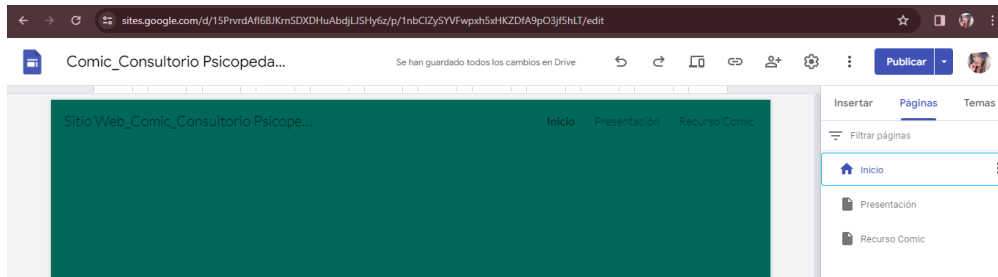 sites.google.com/d/15PrvrdAfl6BJKrnSDXDHuAbdjLJSHy6z/p/1nbClZySYVFwpxh5xHKZDfA9pO3jf5hLT/edit
Comic_Consultorio Psicopeda... Se han guardado todos los cambios en Drive Publicar
Insertar Páginas Temas
Sitio Web_Comic_Consultorio Psicope... Inicio Presentación Recurso Comic
Filtrar páginas
Inicio
Presentación
Recurso Comic